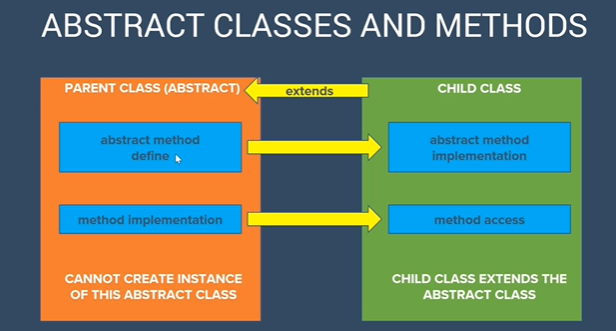 ABSTRACT CLASSES AND METHODS
PARENT CLASS (ABSTRACT)
extends
CHILD CLASS
abstract method
define
abstract method
implementation
method implementation
method access
CANNOT CREATE INSTANCE
OF THIS ABSTRACT CLASS
CHILD CLASS EXTENDS THE
ABSTRACT CLASS